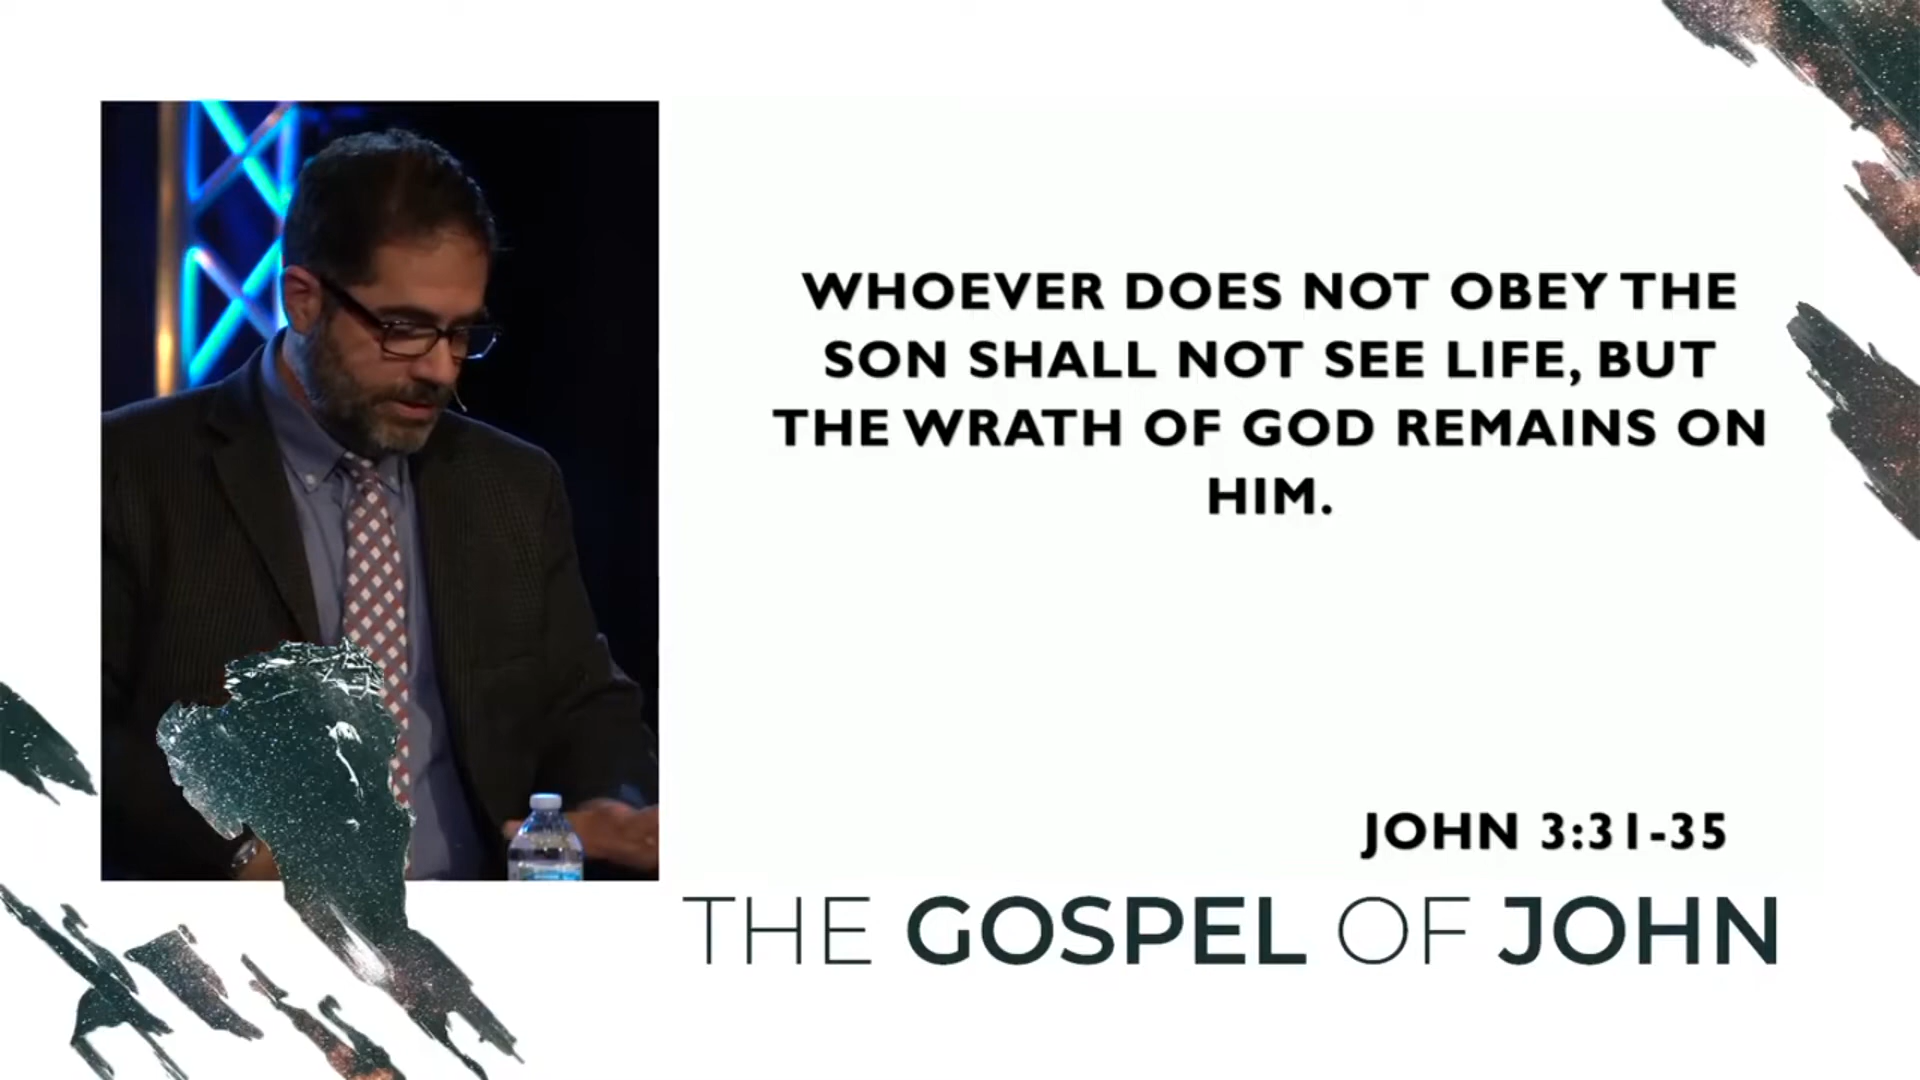 WHOEVER DOES NOT OBEY THE
SON SHALL NOT SEE LIFE, BUT
THE WRATH OF GOD REMAINS ON
HIM.
JOHN 3:31-35
THE GOSPEL OF JOHN